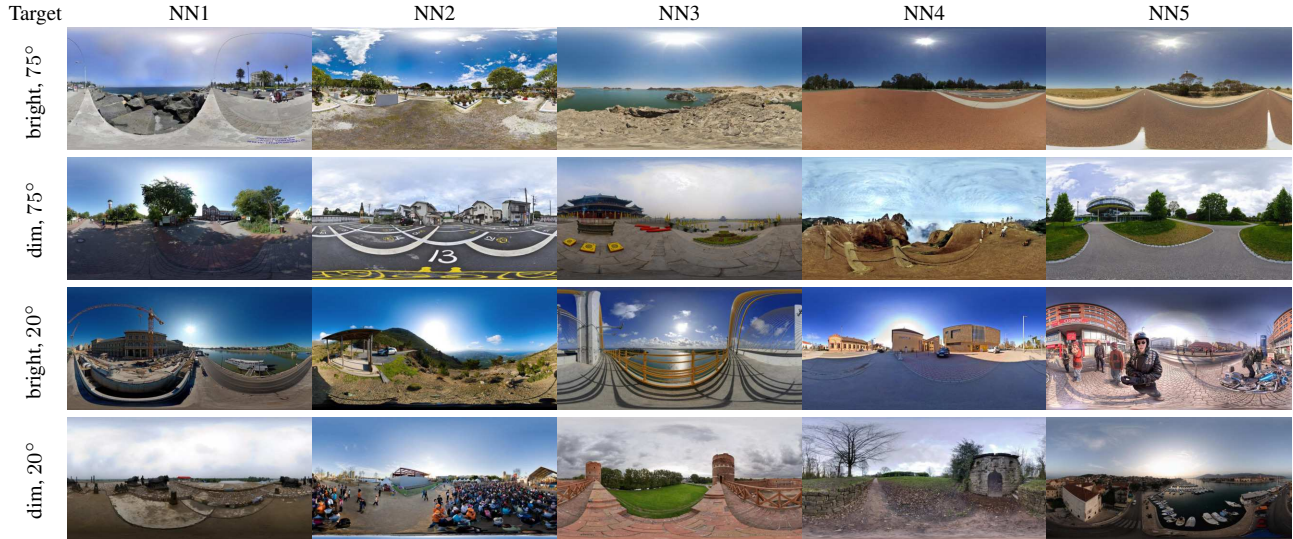 Target NN1 NN2 NN3 NN4 NN5
bright, 75°
dim, 75°
13
bright, 20°
dim, 20°